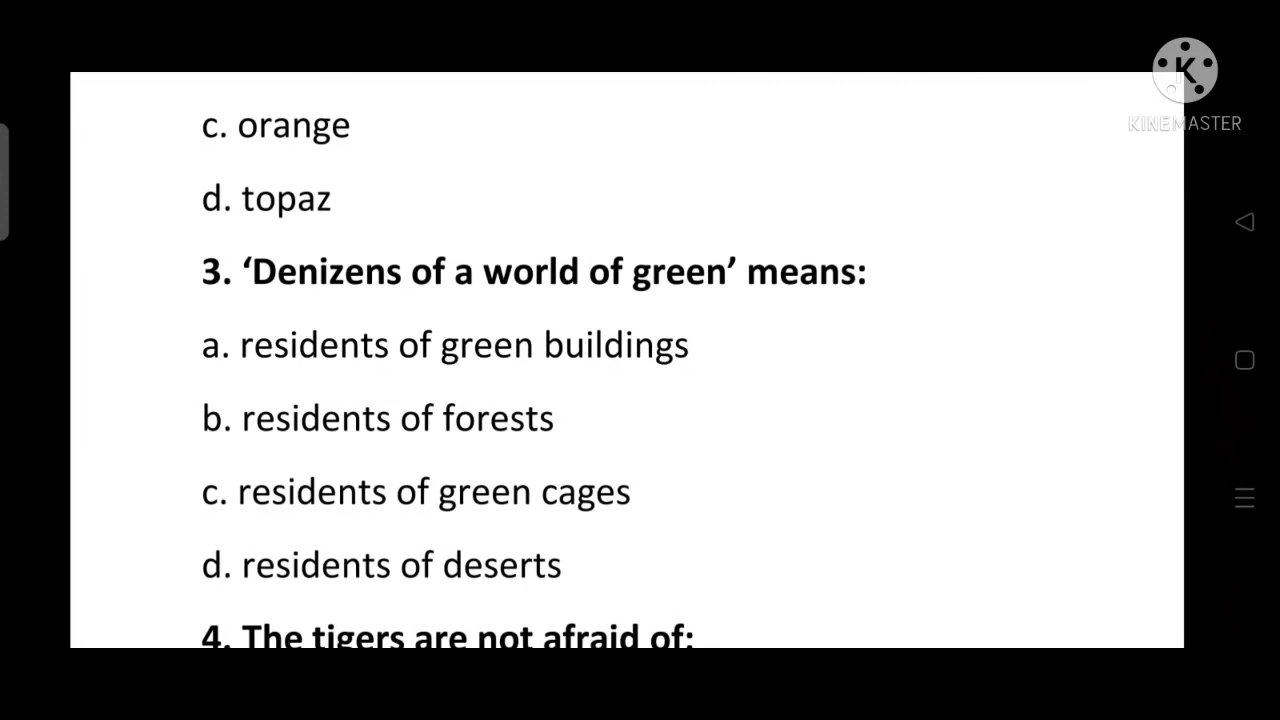 KINEMASTER
c. orange
d. topaz
3. ‘Denizens of a world of green’ means:
a. residents of green buildings
b. residents of forests
c. residents of green cages
d. residents of deserts
4. The tigers are not afraid of: